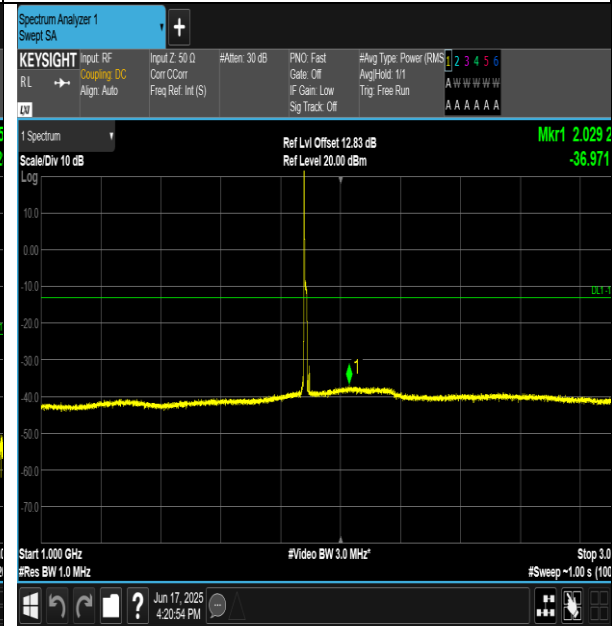 Spectrum Analyzer 1
Swept SA
+
KEYSIGHT Input: RF Input Z: 50 Ω #Atten: 30 dB PNO: Fast #Avg Type: Power (RMS 1 2 3 4 5 6
RL Coupling: DC Corr CCorr Gate: Off Avg|Hold: 1/1 A W W W W W
Align: Auto Freq Ref: Int (S) IF Gain: Low Trig: Free Run
LXI Sig Track: Off A A A A A A
1 Spectrum Ref Lvl Offset 12.83 dB Mkr1 2.029 2
Scale/Div 10 dB Ref Level 20.00 dBm -36.971
Log
10.0
0.00
-10.0
DL1 -1
-20.0
-30.0
1
-40.0
-50.0
-60.0
-70.0
Start 1.000 GHz #Video BW 3.0 MHz* Stop 3.0
#Res BW 1.0 MHz #Sweep ~1.00 s (100
? Jun 17, 2025
4:20:54 PM